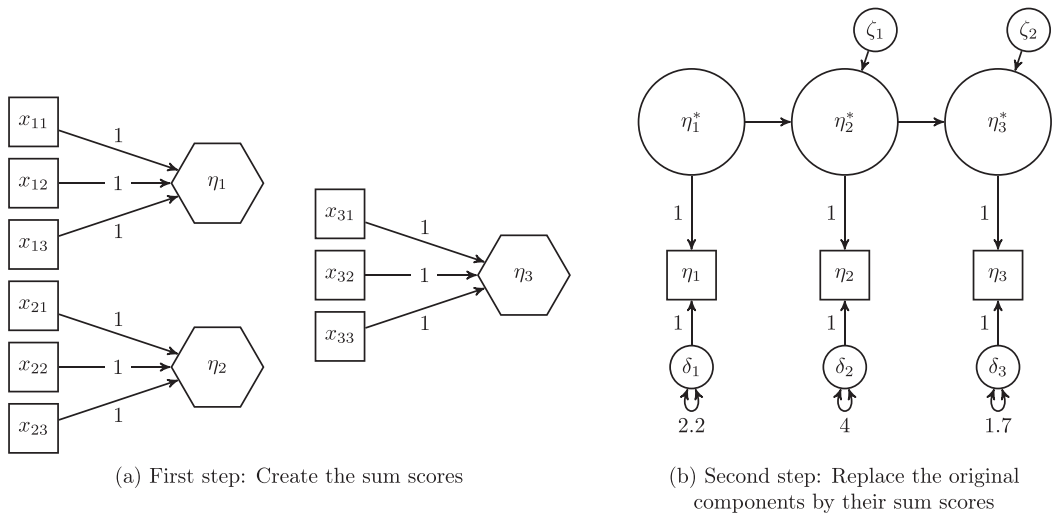 x₁₁
x₁₂
x₁₃
1
1
1
η₁
x₂₁
x₂₂
x₂₃
1
1
1
η₂
x₃₁
x₃₂
x₃₃
1
1
1
η₃
(a) First step: Create the sum scores
ζ₁
ζ₂
η₁*
η₂*
η₃*
1
1
1
η₁
η₂
η₃
1
1
1
δ₁
δ₂
δ₃
2.2
4
1.7
(b) Second step: Replace the original
components by their sum scores